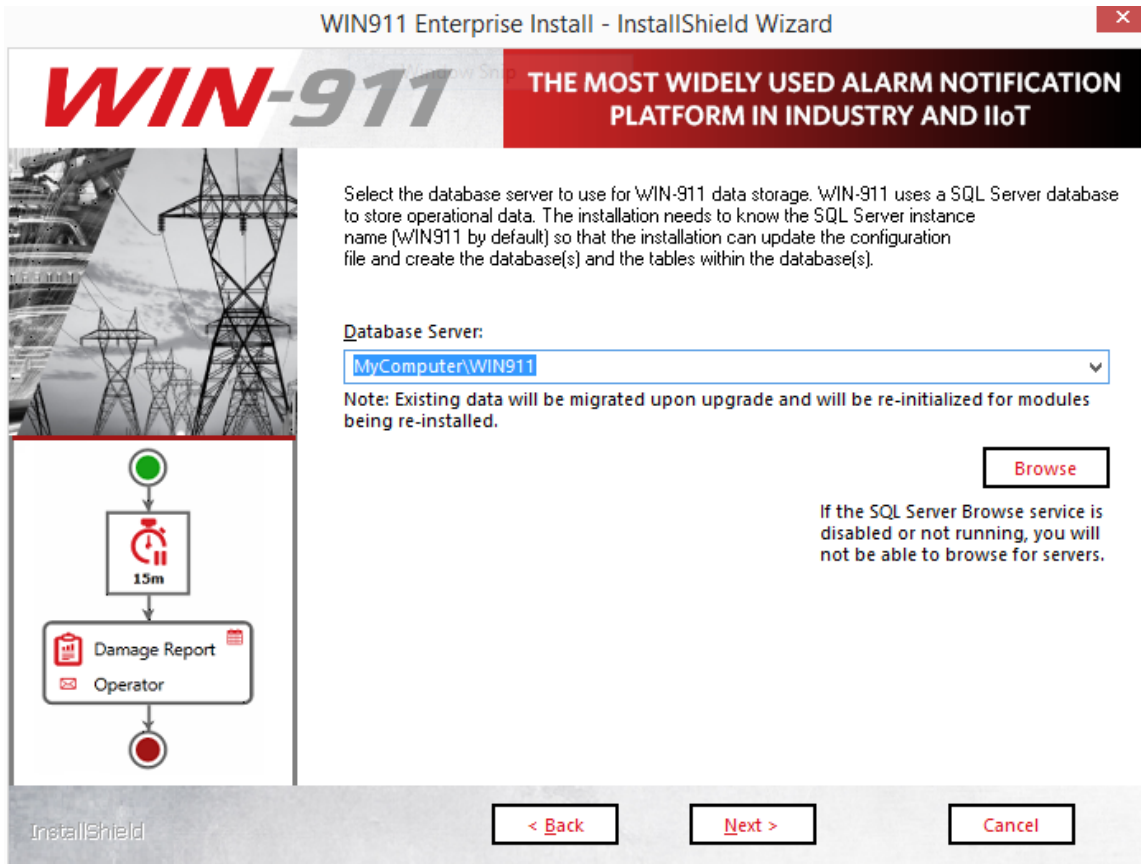 WIN911 Enterprise Install - InstallShield Wizard
Window Snip
WIN-911
THE MOST WIDELY USED ALARM NOTIFICATION
PLATFORM IN INDUSTRY AND IIoT
Select the database server to use for WIN-911 data storage. WIN-911 uses a SQL Server database
to store operational data. The installation needs to know the SQL Server instance
name (WIN911 by default) so that the installation can update the configuration
file and create the database(s) and the tables within the database(s).
Database Server:
MyComputer\WIN911
Note: Existing data will be migrated upon upgrade and will be re-initialized for modules
being re-installed.
Browse
If the SQL Server Browse service is
disabled or not running, you will
not be able to browse for servers.
15m
Damage Report
Operator
InstallShield
< Back
Next >
Cancel